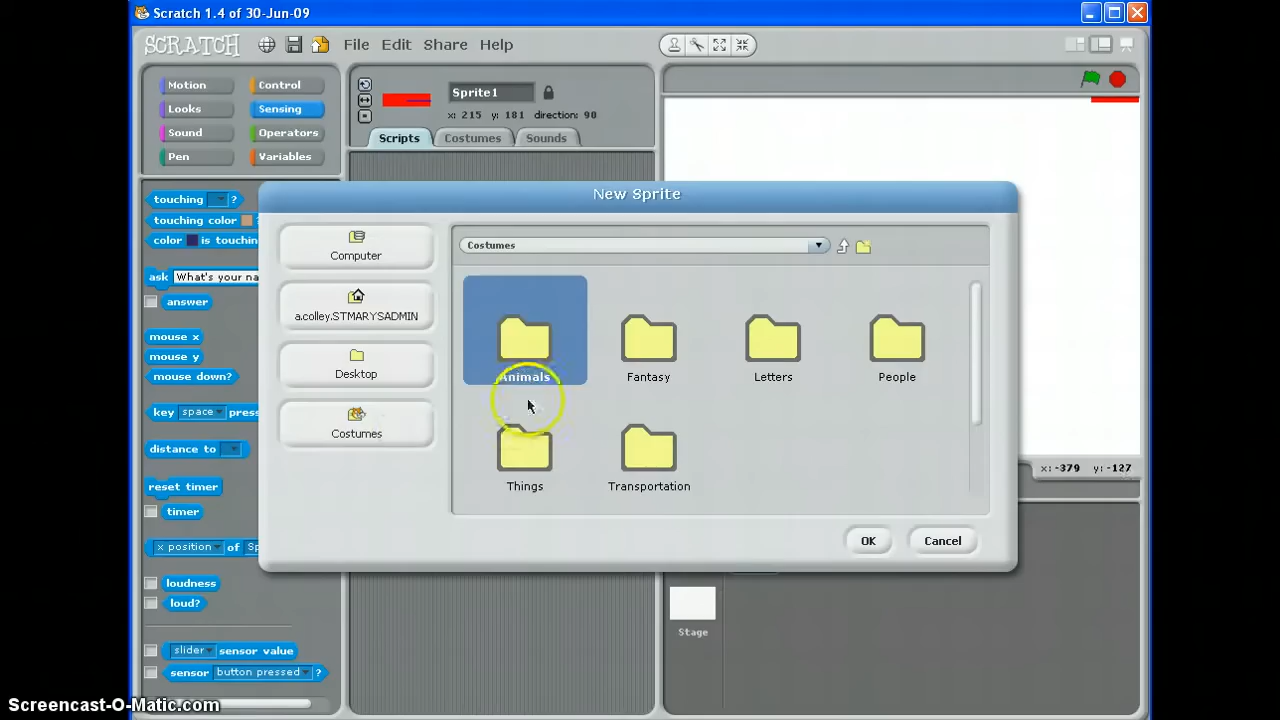 Scratch 1.4 of 30-Jun-09
SCRATCH
File Edit Share Help
Motion Control
Looks Sensing
Sound Operators
Pen Variables
Sprite1
x: 215 y: 181 direction: 90
Scripts Costumes Sounds
touching ?
touching color ?
color is touchin
ask What's your na
answer
mouse x
mouse y
mouse down?
key space press
distance to
reset timer
timer
x position of Sp
loudness
loud?
slider sensor value
sensor button pressed ?
New Sprite
Computer
a.colley.STMARYSADMIN
Desktop
Costumes
Costumes
Animals Fantasy Letters People
Things Transportation
OK Cancel
x: -379 y: -127
Stage
Screencast-O-Matic.com